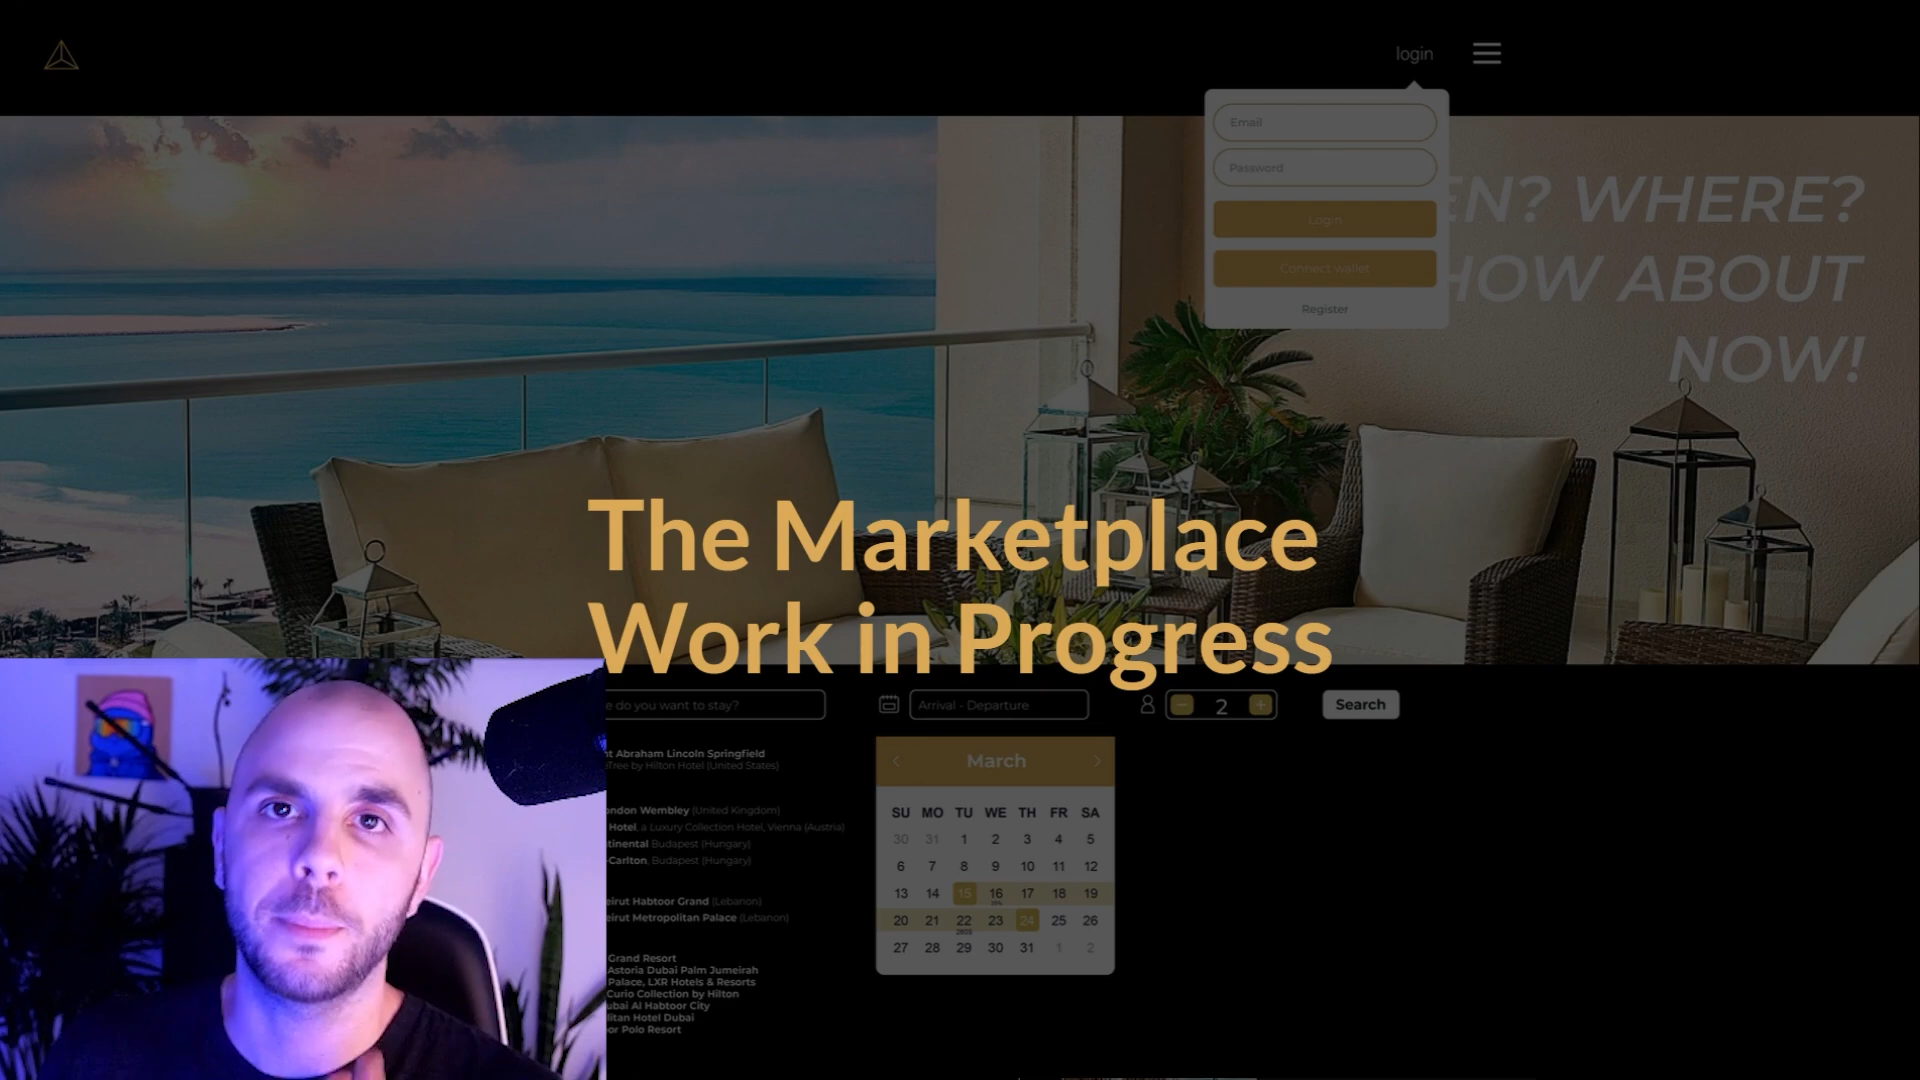 login
Email
Password
Login
Connect wallet
Register
EN? WHERE?
HOW ABOUT
NOW!
The Marketplace
Work in Progress
e do you want to stay?
Arrival - Departure
2
Search
nt Abraham Lincoln Springfield
eTree by Hilton Hotel (United States)
ondon Wembley (United Kingdom)
Hotel, a Luxury Collection Hotel, Vienna (Austria)
tinental Budapest (Hungary)
-Carlton, Budapest (Hungary)
eirut Habtoor Grand (Lebanon)
eirut Metropolitan Palace (Lebanon)
Grand Resort
Astoria Dubai Palm Jumeirah
Palace, LXR Hotels & Resorts
Curio Collection by Hilton
ubai Al Habtoor City
litan Hotel Dubai
or Polo Resort
March
SU MO TU WE TH FR SA
30 31 1 2 3 4 5
6 7 8 9 10 11 12
13 14 15 16 17 18 19
20 21 22 23 24 25 26
27 28 29 30 31 1 2